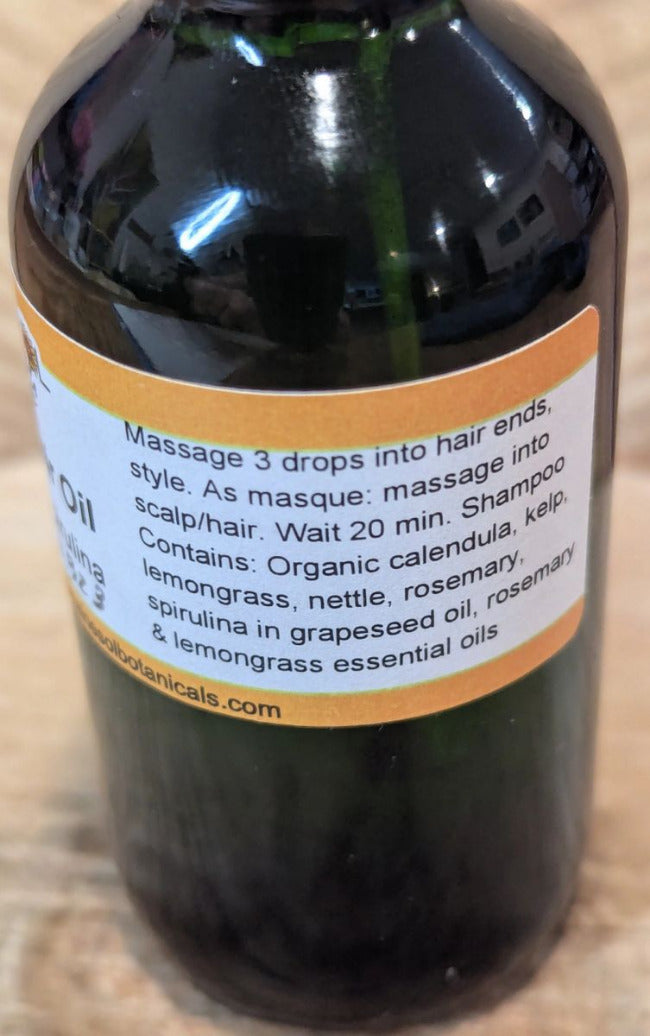 Massage 3 drops into hair ends,
style. As masque: massage into
scalp/hair. Wait 20 min. Shampoo
Contains: Organic calendula, kelp,
lemongrass, nettle, rosemary,
spirulina in grapeseed oil, rosemary
& lemongrass essential oils
Oil